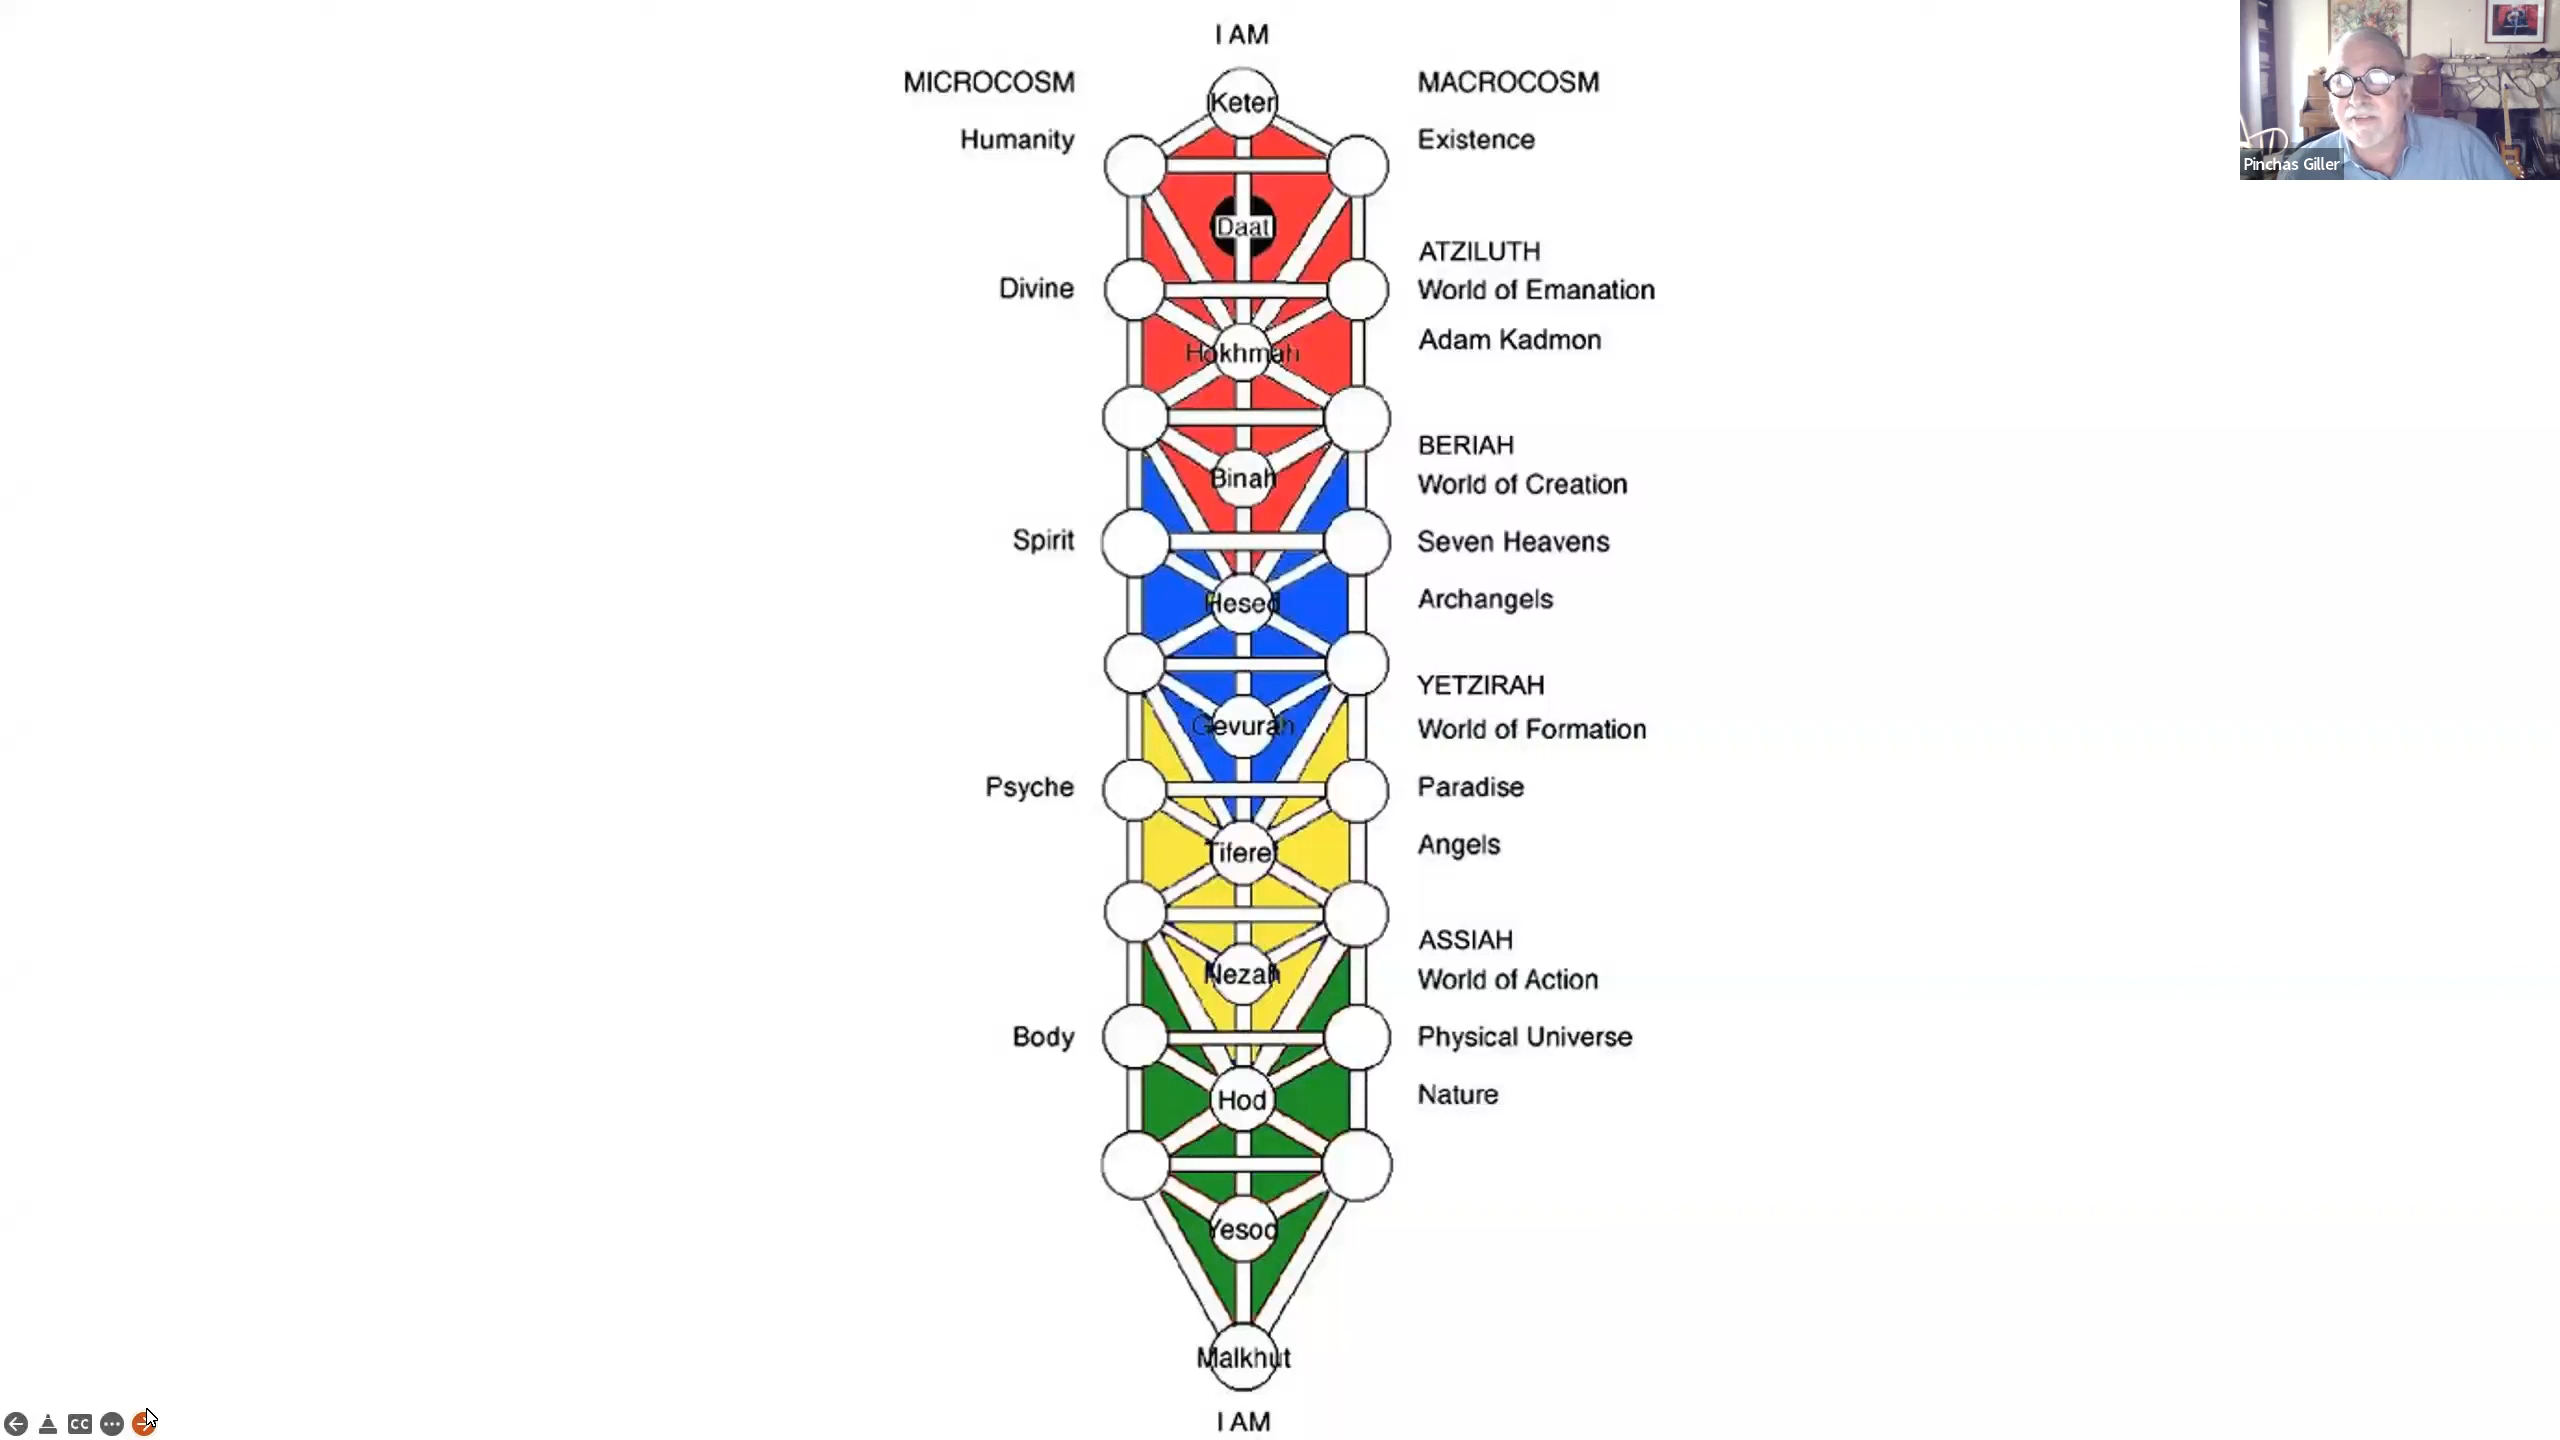 I AM
MICROCOSM
MACROCOSM
Keter
Humanity
Existence
Daat
ATZILUTH
Divine
World of Emanation
Adam Kadmon
Hokhmah
BERIAH
Binah
World of Creation
Spirit
Seven Heavens
Archangels
Hesed
YETZIRAH
Gevurah
World of Formation
Psyche
Paradise
Angels
Tiferet
ASSIAH
Nezah
World of Action
Body
Physical Universe
Hod
Nature
Yesod
Malkhut
I AM
Pinchas Giller
CC